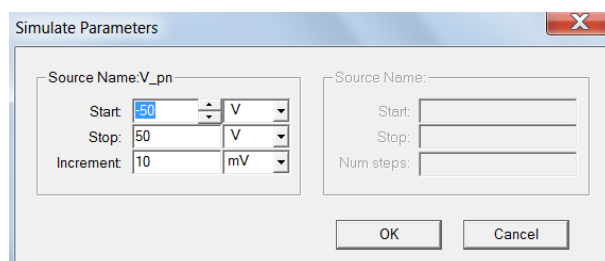 Simulate Parameters
Source Name:V_pn
Start: -50 V
Stop: 50 V
Increment: 10 mV
Source Name:
Start:
Stop:
Num steps:
OK Cancel